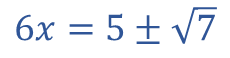 6x = 5 ± √7